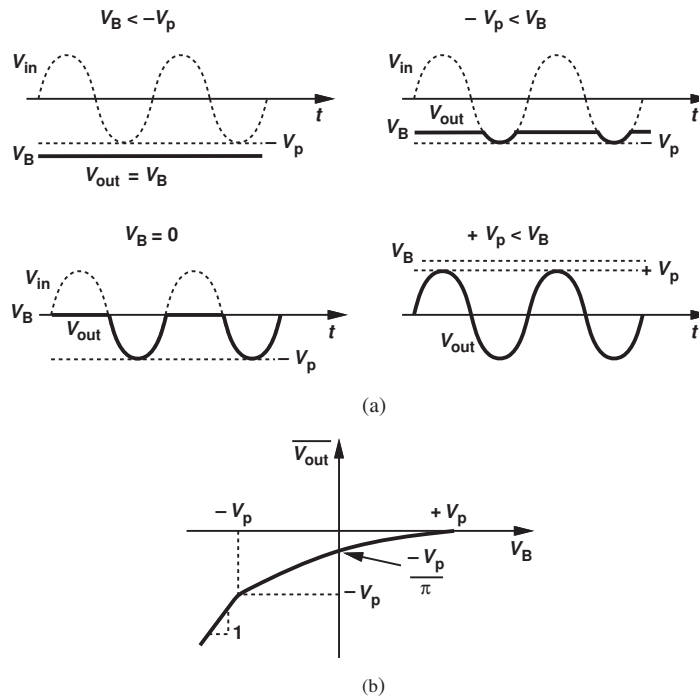 V_B < −V_p
V_in
t
− V_p
V_B
V_out = V_B
− V_p < V_B
V_in
V_out
V_B
t
− V_p
V_B = 0
V_in
V_B
V_out
t
− V_p
+ V_p < V_B
V_B
+ V_p
V_out
t
(a)
V_out
− V_p
+ V_p
V_B
− V_p
π
− V_p
1
(b)